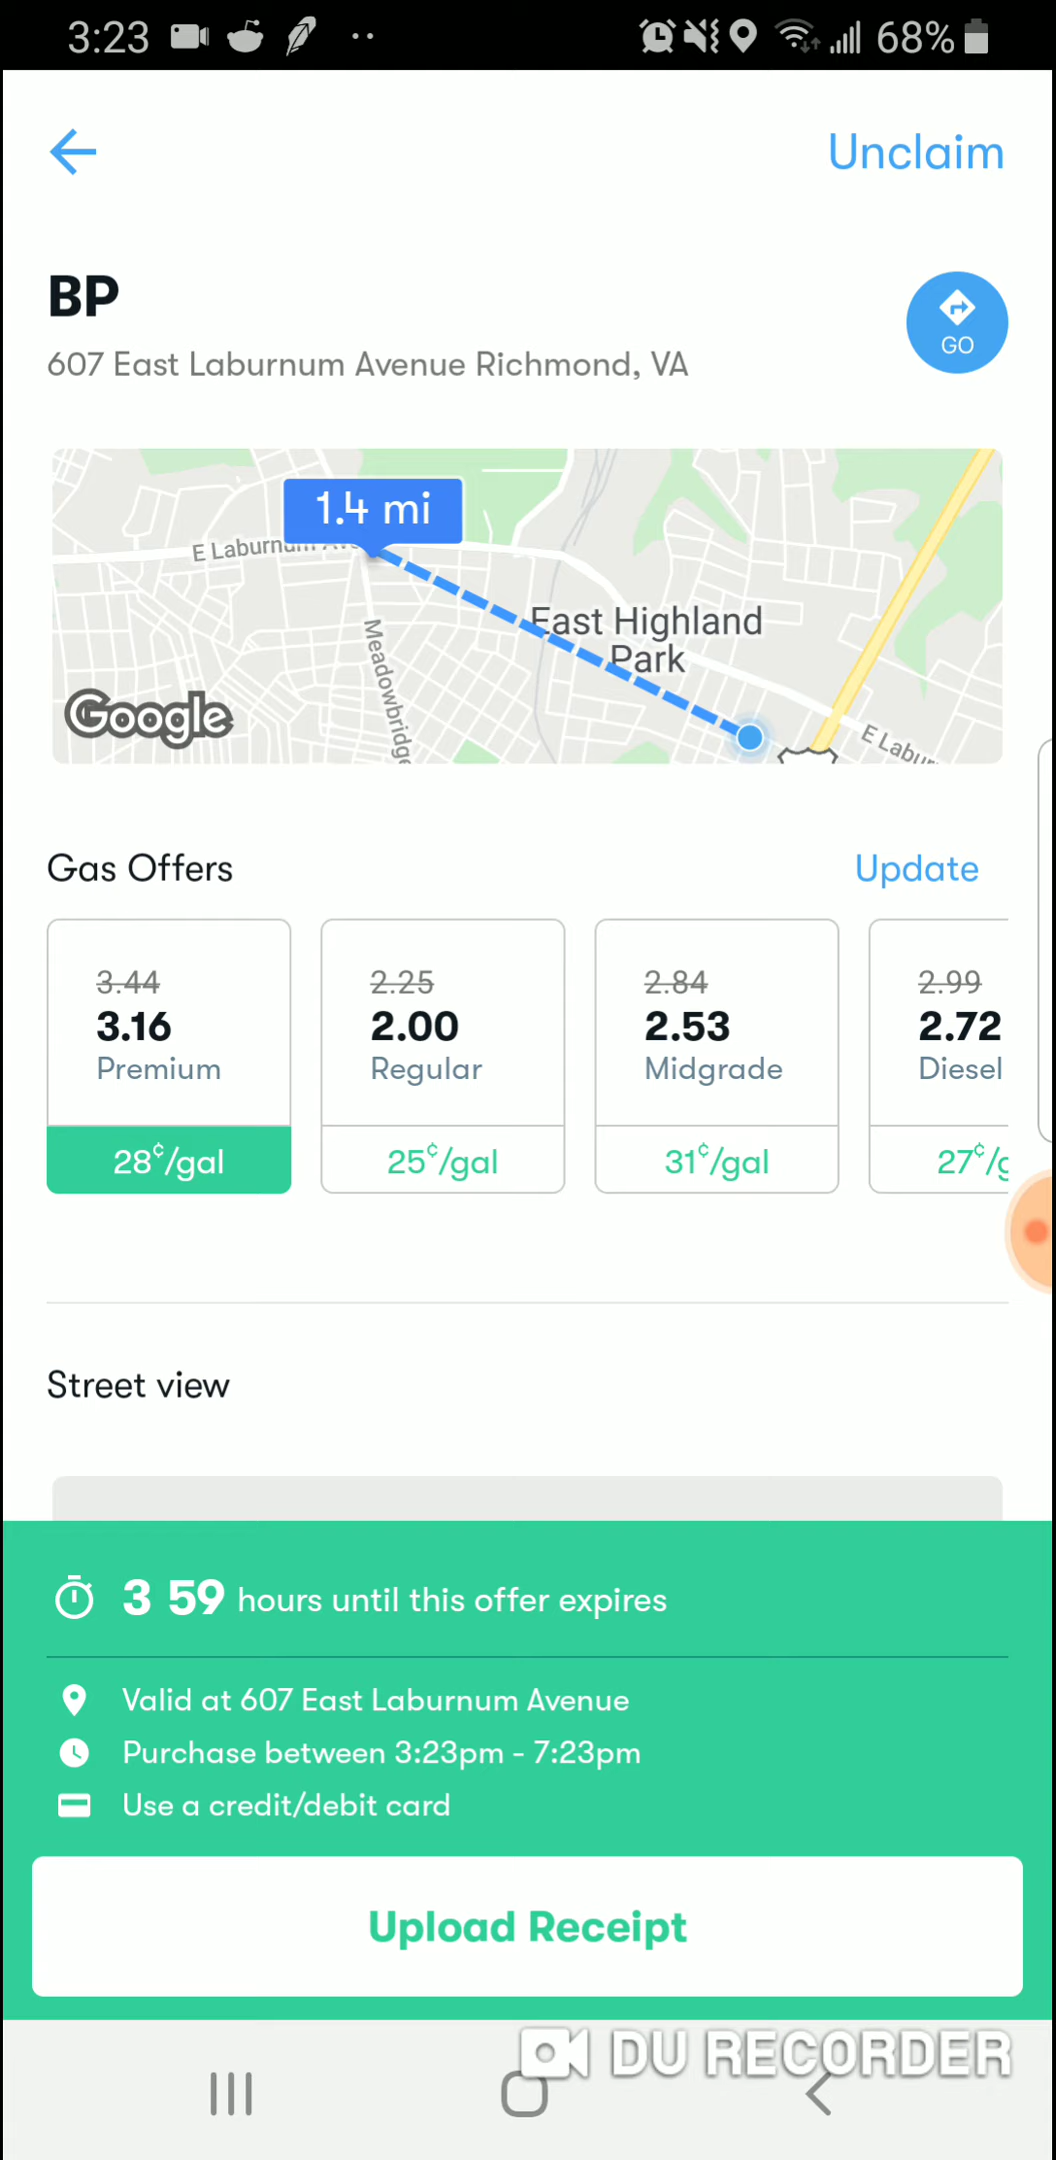 3:23 68%
Unclaim
BP
607 East Laburnum Avenue Richmond, VA
GO
1.4 mi
E Laburnum Ave
East Highland
Park
Meadowbridge
Google
E Labur
Gas Offers
Update
3.44 2.25 2.84 2.99
3.16 2.00 2.53 2.72
Premium Regular Midgrade Diesel
28¢/gal 25¢/gal 31¢/gal 27¢/g
Street view
3 59 hours until this offer expires
Valid at 607 East Laburnum Avenue
Purchase between 3:23pm - 7:23pm
Use a credit/debit card
Upload Receipt
DU RECORDER